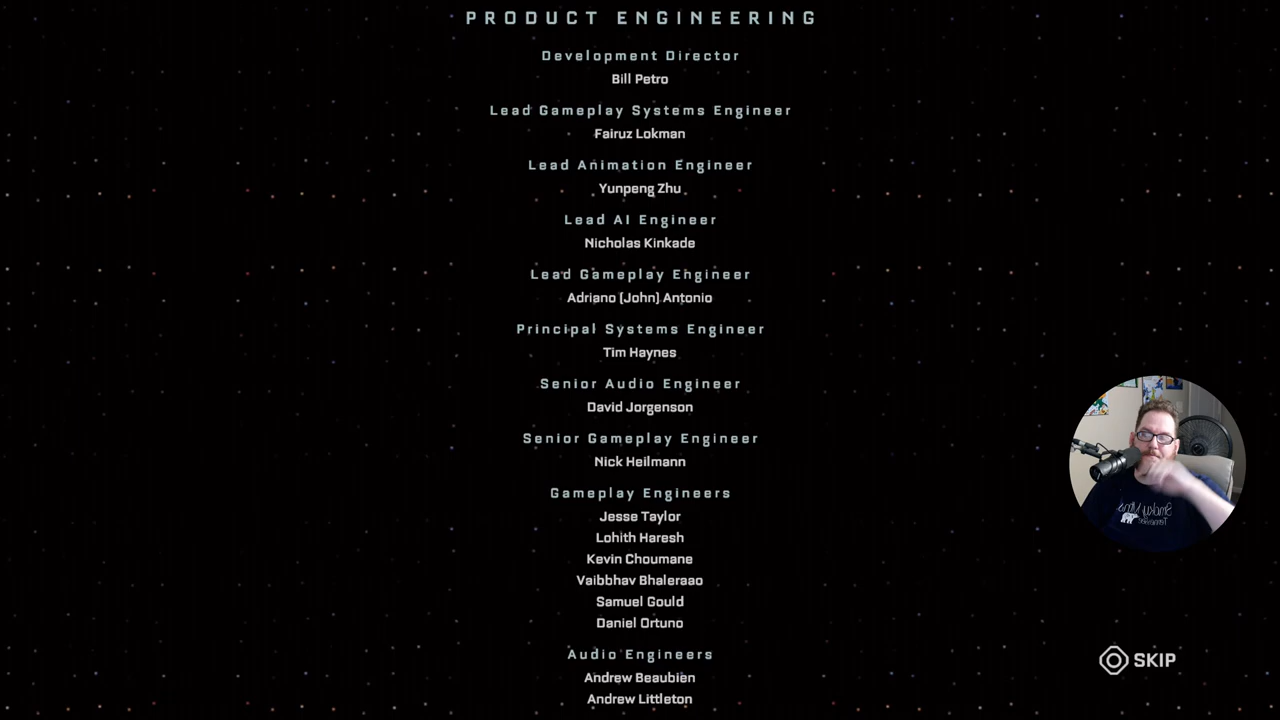 PRODUCT ENGINEERING
Development Director
Bill Petro
Lead Gameplay Systems Engineer
Fairuz Lokman
Lead Animation Engineer
Yunpeng Zhu
Lead AI Engineer
Nicholas Kinkade
Lead Gameplay Engineer
Adriano (John) Antonio
Principal Systems Engineer
Tim Haynes
Senior Audio Engineer
David Jorgenson
Senior Gameplay Engineer
Nick Heilmann
Gameplay Engineers
Jesse Taylor
Lohith Haresh
Kevin Choumane
Vaibbhav Bhaleraao
Samuel Gould
Daniel Ortuno
Audio Engineers
Andrew Beaubien
Andrew Littleton
SKIP